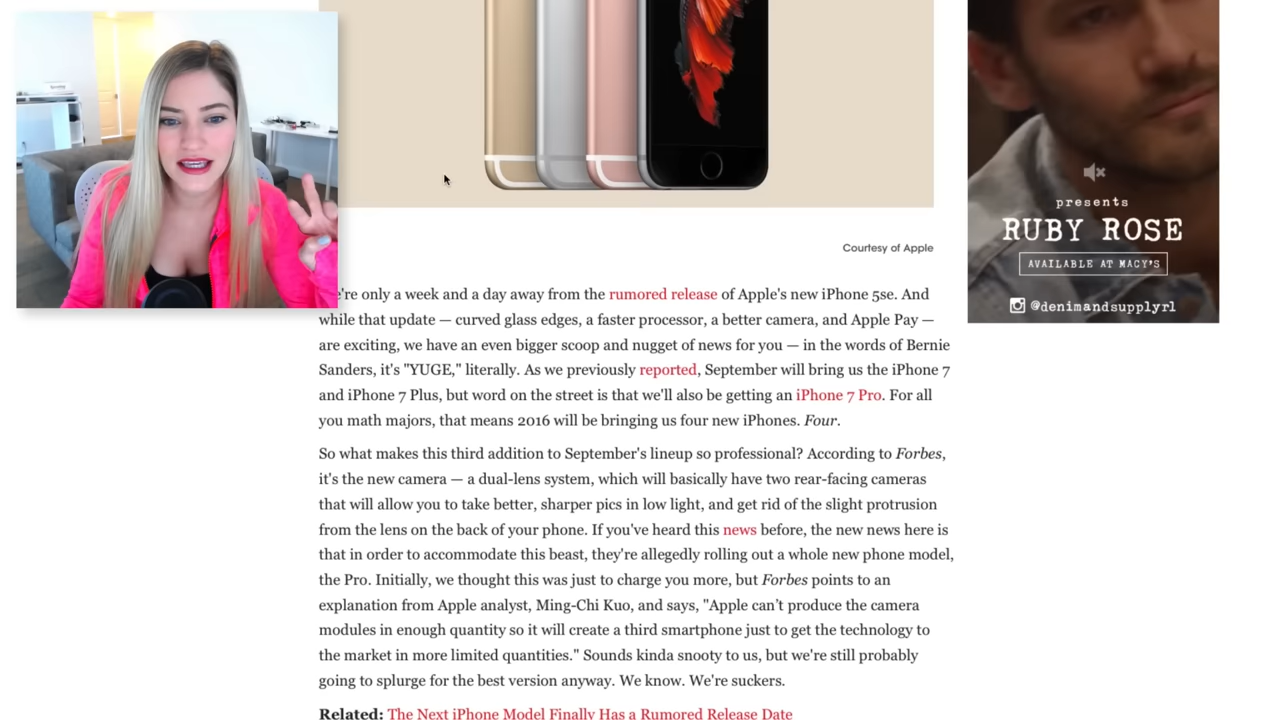 Courtesy of Apple
e're only a week and a day away from the rumored release of Apple's new iPhone 5se. And
while that update — curved glass edges, a faster processor, a better camera, and Apple Pay —
are exciting, we have an even bigger scoop and nugget of news for you — in the words of Bernie
Sanders, it's "YUGE," literally. As we previously reported, September will bring us the iPhone 7
and iPhone 7 Plus, but word on the street is that we'll also be getting an iPhone 7 Pro. For all
you math majors, that means 2016 will be bringing us four new iPhones. Four.
So what makes this third addition to September's lineup so professional? According to Forbes,
it's the new camera — a dual-lens system, which will basically have two rear-facing cameras
that will allow you to take better, sharper pics in low light, and get rid of the slight protrusion
from the lens on the back of your phone. If you've heard this news before, the new news here is
that in order to accommodate this beast, they're allegedly rolling out a whole new phone model,
the Pro. Initially, we thought this was just to charge you more, but Forbes points to an
explanation from Apple analyst, Ming-Chi Kuo, and says, "Apple can't produce the camera
modules in enough quantity so it will create a third smartphone just to get the technology to
the market in more limited quantities." Sounds kinda snooty to us, but we're still probably
going to splurge for the best version anyway. We know. We're suckers.
Related: The Next iPhone Model Finally Has a Rumored Release Date
presents
RUBY ROSE
AVAILABLE AT MACY'S
@denimandsupplyrl